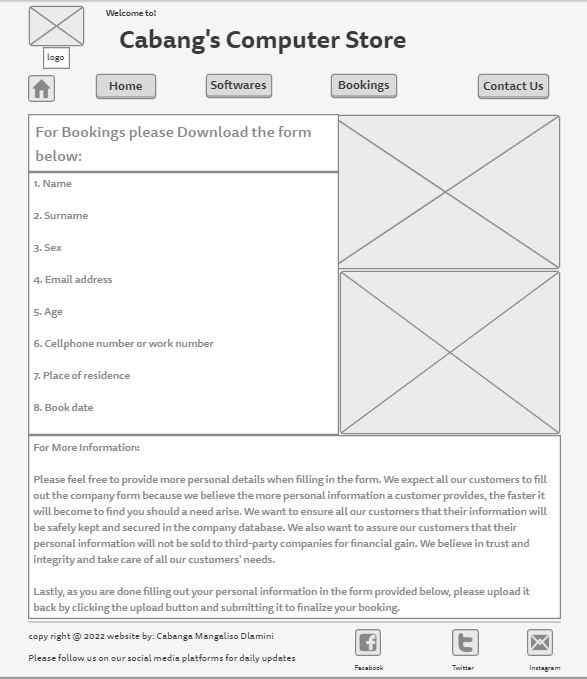 Welcome to!
Cabang's Computer Store
logo
Home
Softwares
Bookings
Contact Us
For Bookings please Download the form
below:
1. Name
2. Surname
3. Sex
4. Email address
5. Age
6. Cellphone number or work number
7. Place of residence
8. Book date
For More Information:
Please feel free to provide more personal details when filling in the form. We expect all our customers to fill
out the company form because we believe the more personal information a customer provides, the faster it
will become to find you should a need arise. We want to ensure all our customers that their information will
be safely kept and secured in the company database. We also want to assure our customers that their
personal information will not be sold to third-party companies for financial gain. We believe in trust and
integrity and take care of all our customers' needs.
Lastly, as you are done filling out your personal information in the form provided below, please upload it
back by clicking the upload button and submitting it to finalize your booking.
copy right @ 2022 website by: Cabanga Mangaliso Dlamini
Please follow us on our social media platforms for daily updates
Facebook
Twitter
Instagram